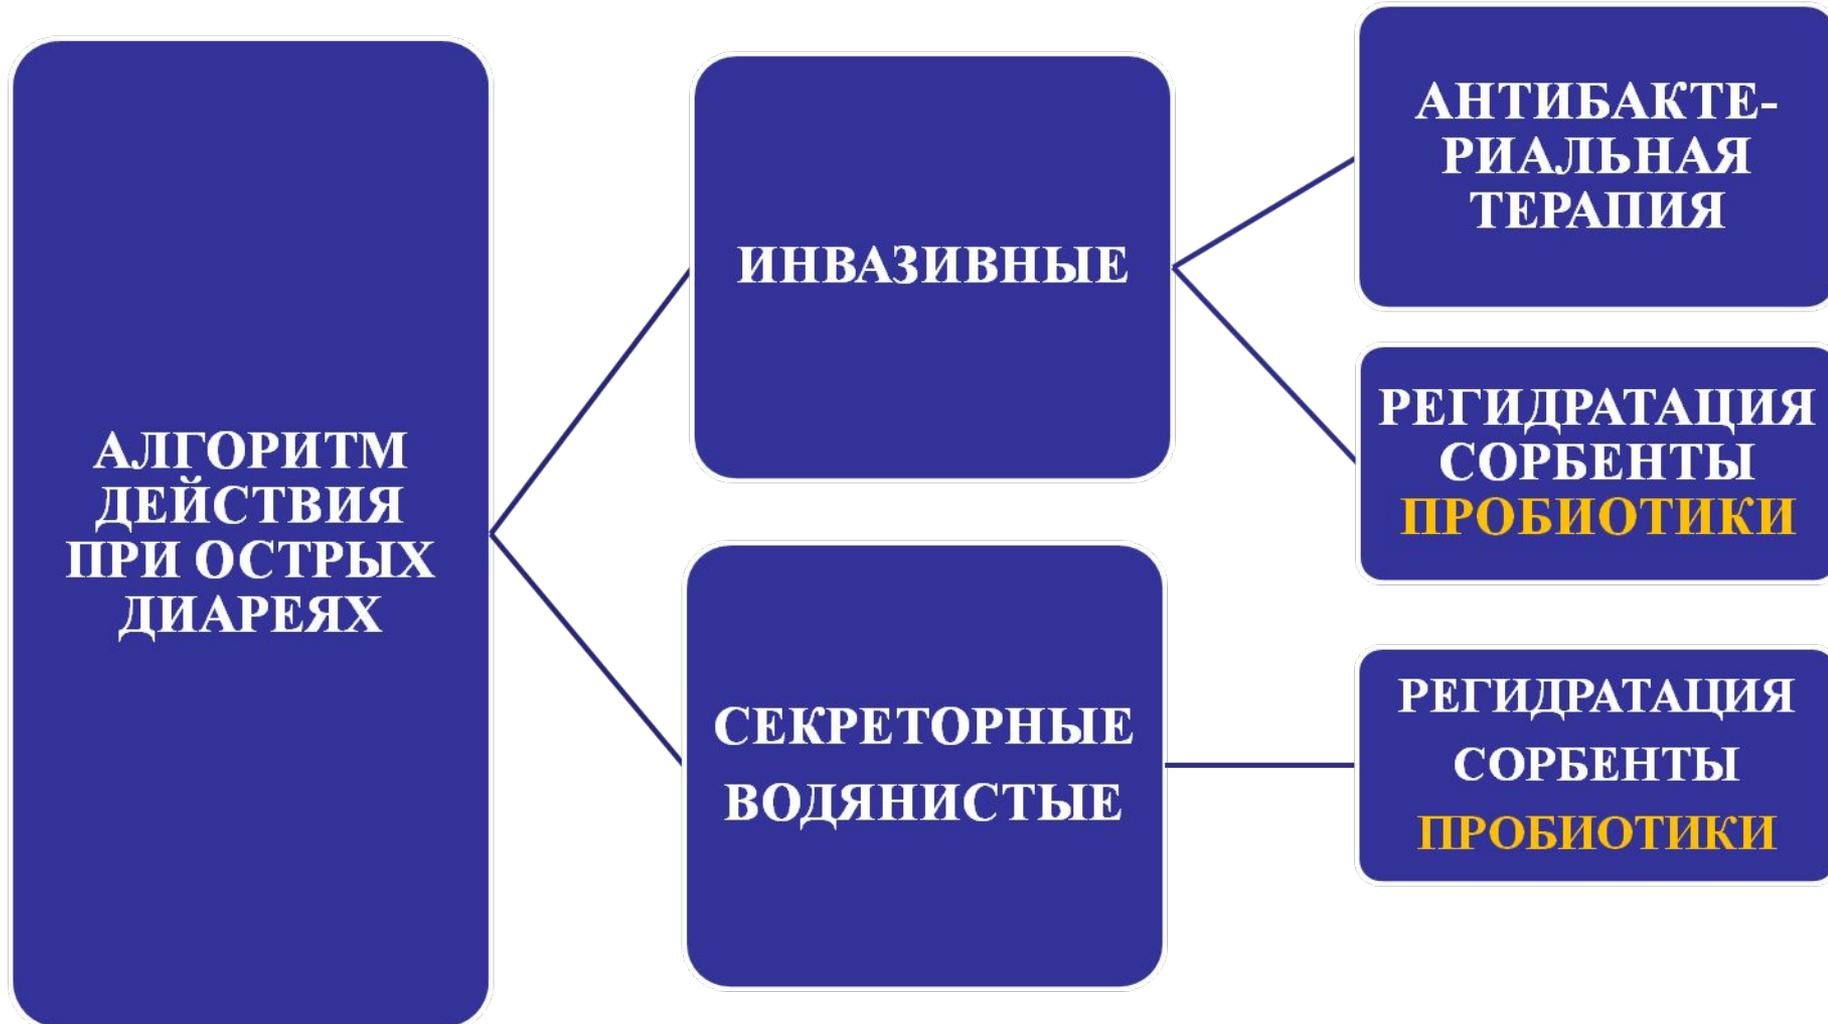 АЛГОРИТМ
ДЕЙСТВИЯ
ПРИ ОСТРЫХ
ДИАРЕЯХ
ИНВАЗИВНЫЕ
СЕКРЕТОРНЫЕ
ВОДЯНИСТЫЕ
АНТИБАКТЕ-
РИАЛЬНАЯ
ТЕРАПИЯ
РЕГИДРАТАЦИЯ
СОРБЕНТЫ
ПРОБИОТИКИ
РЕГИДРАТАЦИЯ
СОРБЕНТЫ
ПРОБИОТИКИ